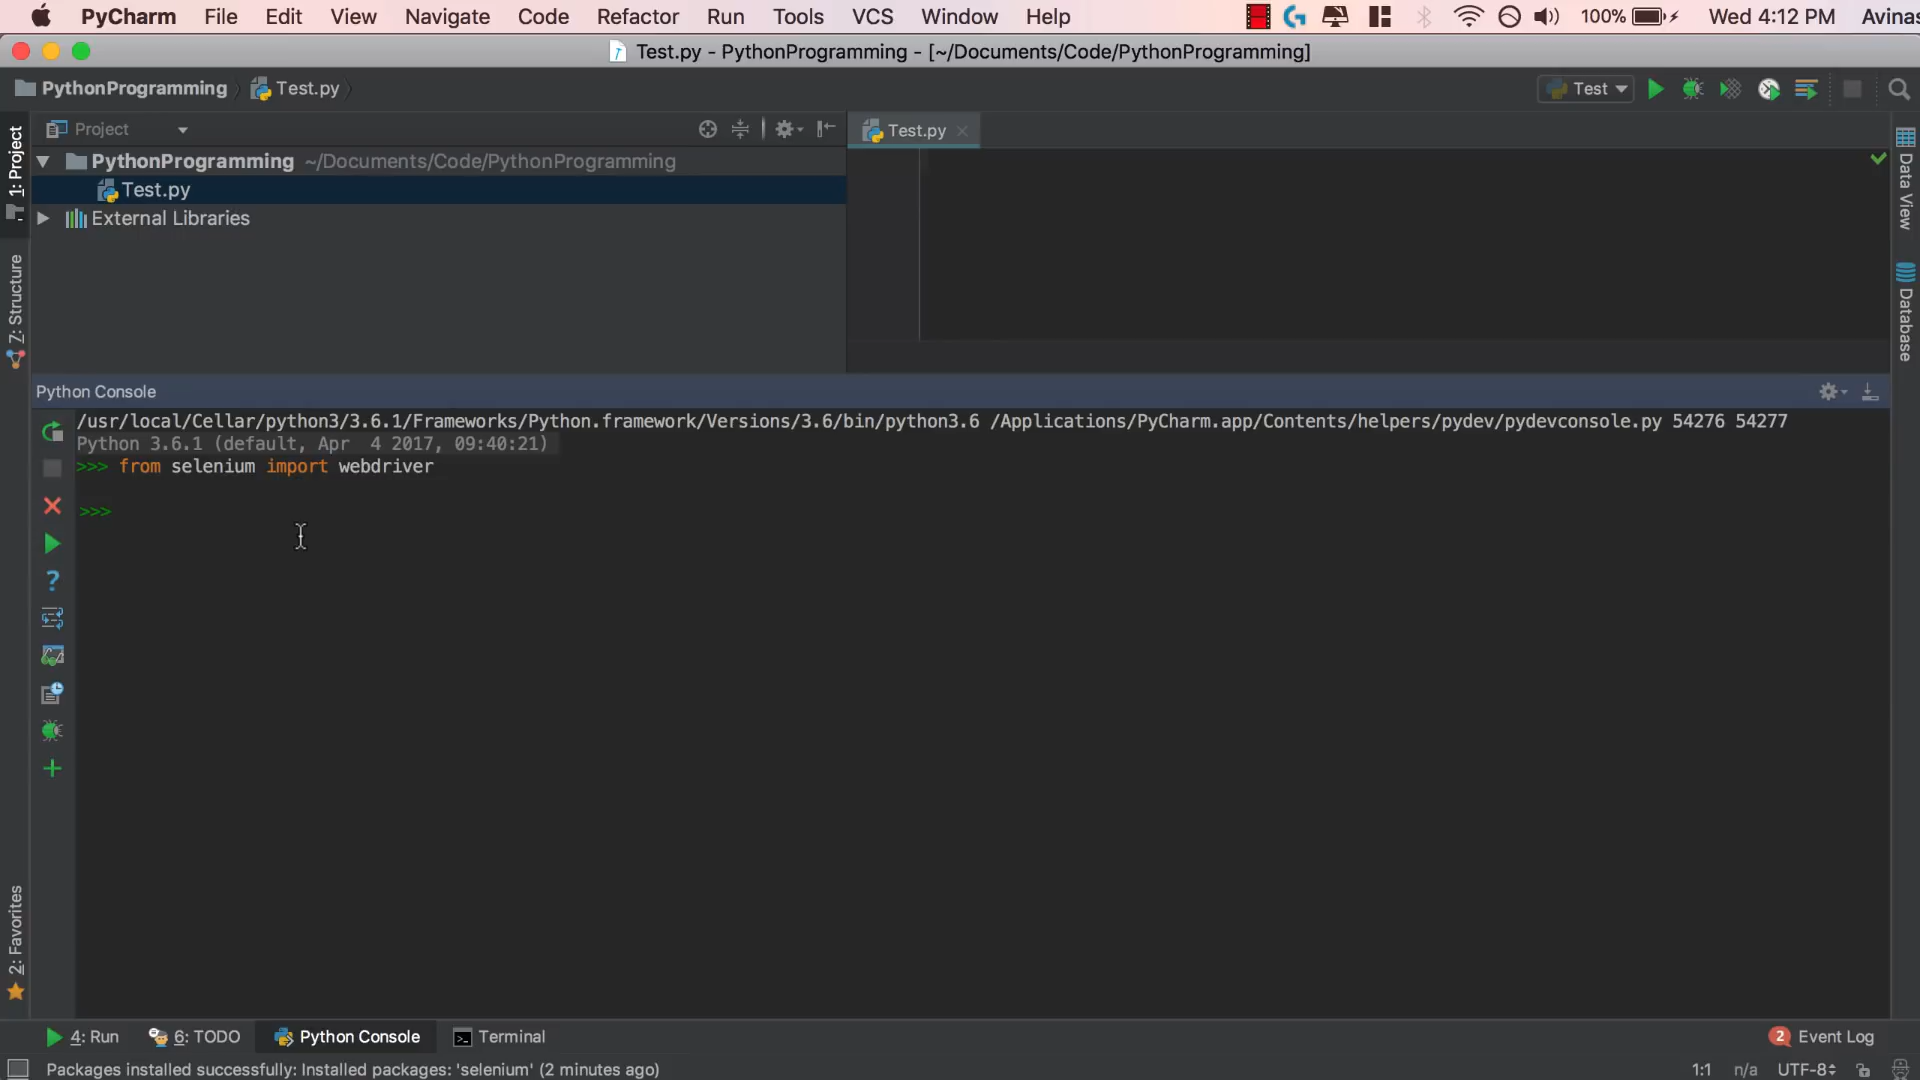 PyCharm File Edit View Navigate Code Refactor Run Tools VCS Window Help 100% Wed 4:12 PM Avinas
Test.py - PythonProgramming - [~/Documents/Code/PythonProgramming]
PythonProgramming Test.py Test
Project Test.py
PythonProgramming ~/Documents/Code/PythonProgramming
Test.py
External Libraries
1: Project
7: Structure
2: Favorites
Data View
Database
Python Console
/usr/local/Cellar/python3/3.6.1/Frameworks/Python.framework/Versions/3.6/bin/python3.6 /Applications/PyCharm.app/Contents/helpers/pydev/pydevconsole.py 54276 54277
Python 3.6.1 (default, Apr  4 2017, 09:40:21)
>>> from selenium import webdriver
>>>
4: Run 6: TODO Python Console Terminal 2 Event Log
Packages installed successfully: Installed packages: 'selenium' (2 minutes ago) 1:1 n/a UTF-8